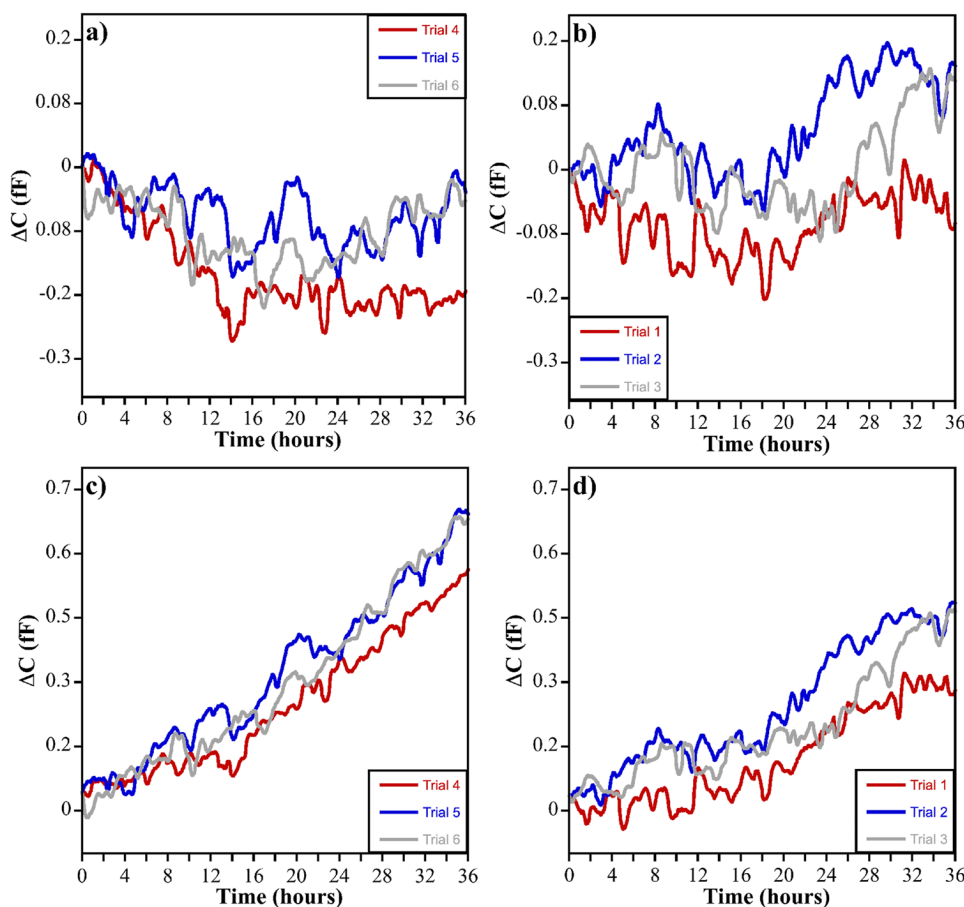 a)
Trial 4
Trial 5
Trial 6
0.2
0.08
0
0.08
-0.2
-0.3
ΔC (fF)
0 4 8 12 16 20 24 28 32 36
Time (hours)
b)
0.2
0.08
0
-0.08
-0.2
-0.3
ΔC (fF)
Trial 1
Trial 2
Trial 3
0 4 8 12 16 20 24 28 32 36
Time (hours)
c)
0.7
0.6
0.5
0.3
0.2
0
ΔC (fF)
Trial 4
Trial 5
Trial 6
0 4 8 12 16 20 24 28 32 36
Time (hours)
d)
0.7
0.6
0.5
0.3
0.2
0
ΔC (fF)
Trial 1
Trial 2
Trial 3
0 4 8 12 16 20 24 28 32 36
Time (hours)